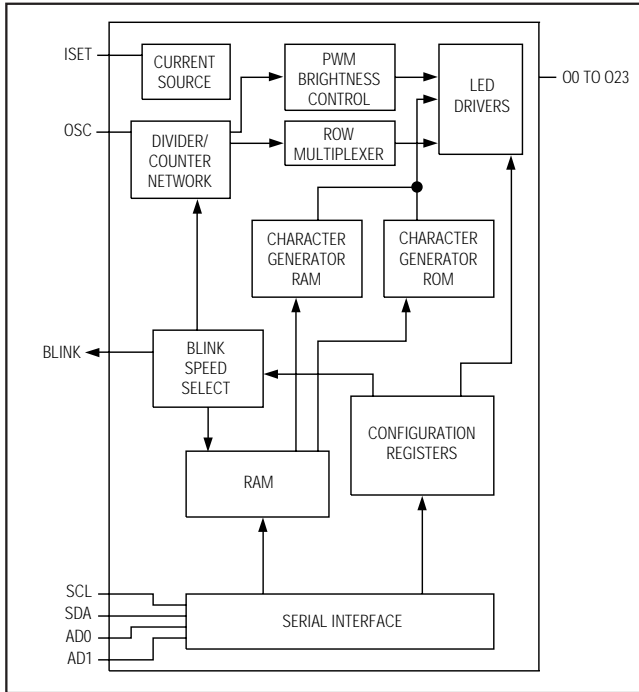 ISET
CURRENT
SOURCE
PWM
BRIGHTNESS
CONTROL
LED
DRIVERS
O0 TO O23
OSC
DIVIDER/
COUNTER
NETWORK
ROW
MULTIPLEXER
CHARACTER
GENERATOR
RAM
CHARACTER
GENERATOR
ROM
BLINK
BLINK
SPEED
SELECT
CONFIGURATION
REGISTERS
RAM
SCL
SDA
AD0
AD1
SERIAL INTERFACE